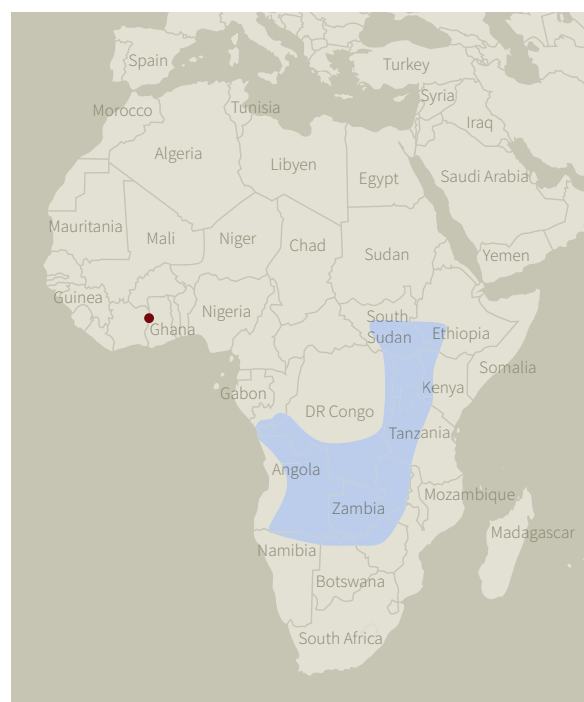 Spain
Turkey
Syria
Morocco
Tunisia
Iraq
Algeria
Libyen
Egypt
Saudi Arabia
Mauritania
Mali
Niger
Chad
Sudan
Yemen
Guinea
Nigeria
Ghana
South
Sudan
Ethiopia
Somalia
Gabon
Kenya
DR Congo
Tanzania
Angola
Zambia
Mozambique
Madagascar
Namibia
Botswana
South Africa